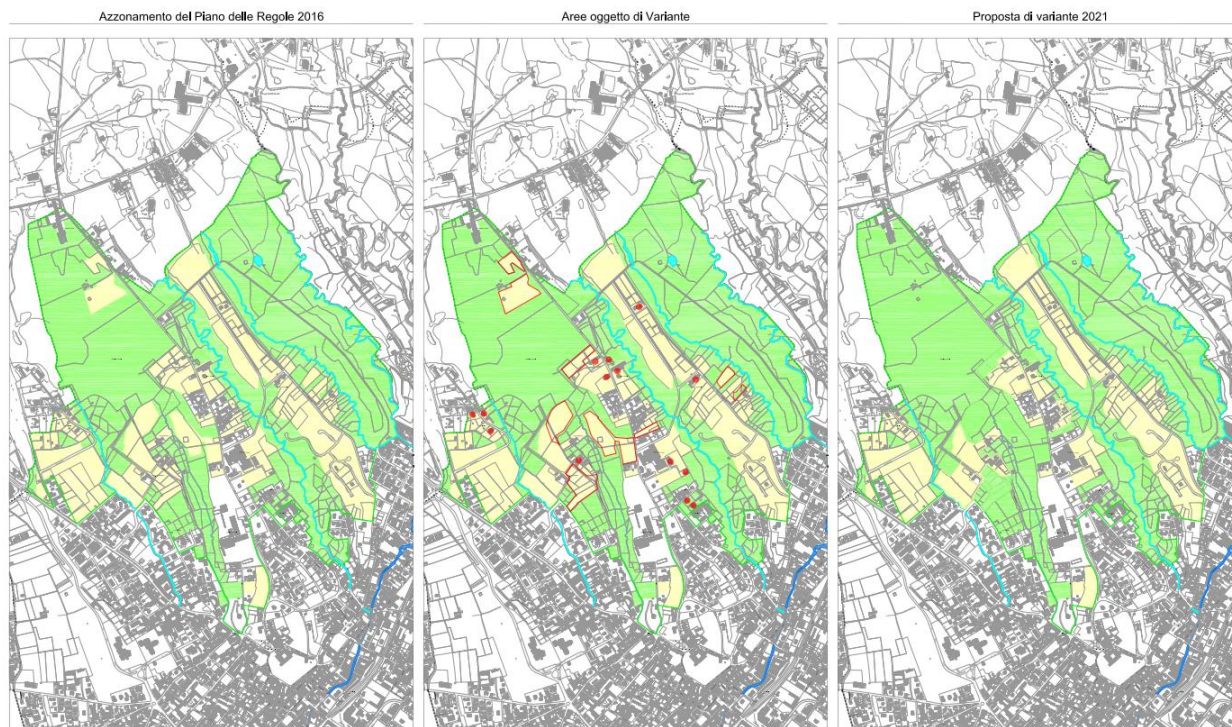 Azzonamento del Piano delle Regole 2016
Aree oggetto di Variante
Proposta di variante 2021